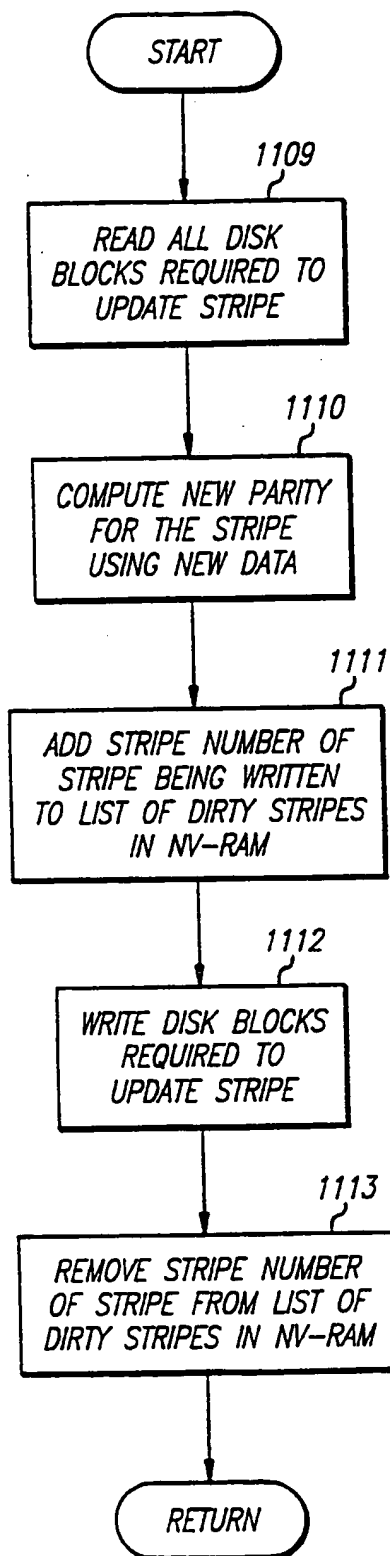 START
1109
READ ALL DISK
BLOCKS REQUIRED TO
UPDATE STRIPE
1110
COMPUTE NEW PARITY
FOR THE STRIPE
USING NEW DATA
1111
ADD STRIPE NUMBER OF
STRIPE BEING WRITTEN
TO LIST OF DIRTY STRIPES
IN NV-RAM
1112
WRITE DISK BLOCKS
REQUIRED TO
UPDATE STRIPE
1113
REMOVE STRIPE NUMBER
OF STRIPE FROM LIST OF
DIRTY STRIPES IN NV-RAM
RETURN